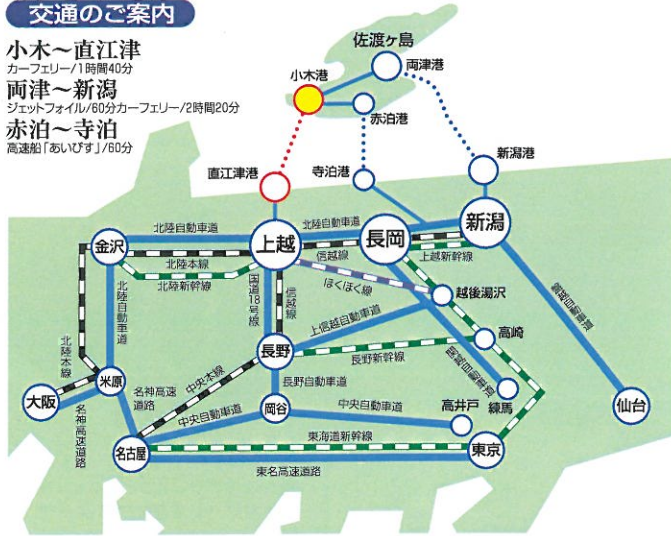 交通のご案内
小木～直江津
カーフェリー/1時間40分
両津～新潟
ジェットフォイル/60分カーフェリー/2時間20分
赤泊～寺泊
高速船「あいびす」/60分
佐渡ヶ島
両津港
小木港
赤泊港
新潟港
直江津港
寺泊港
北陸自動車道
北陸自動車道
新潟
金沢
上越
長岡
信越線
北陸本線
上越新幹線
北陸新幹線
ほくほく線
越後湯沢
北陸自動車道
国道18号線
信越線
磐越自動車道
上信越自動車道
高崎
北陸本線
中央本線
長野
長野新幹線
関越自動車道
米原
長野自動車道
練馬
大阪
名神高速道路
名神高速
道路
中央自動車道
岡谷
中央自動車道
高井戸
仙台
名古屋
東海道新幹線
東京
東名高速道路